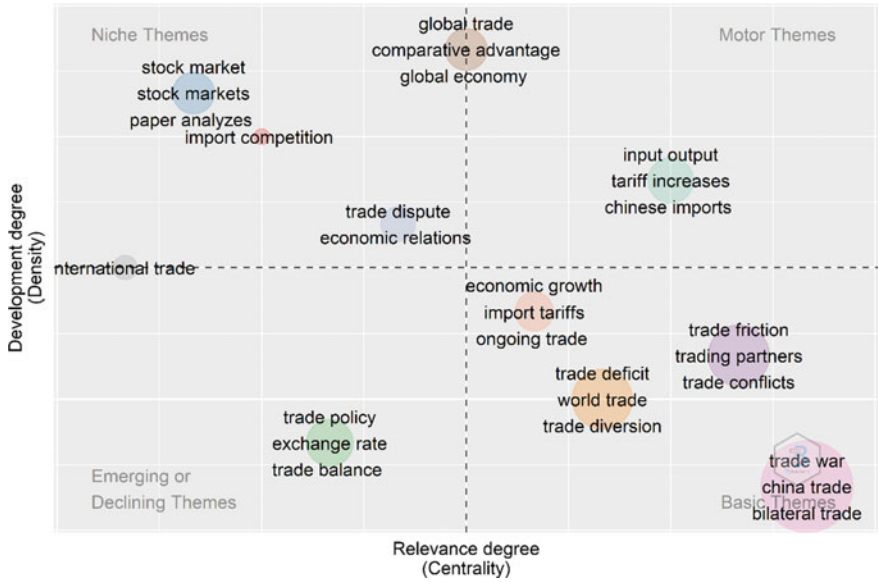 Niche Themes
Motor Themes
global trade
comparative advantage
global economy
stock market
stock markets
paper analyzes
import competition
input output
tariff increases
chinese imports
trade dispute
economic relations
nternational trade
economic growth
import tariffs
ongoing trade
trade friction
trading partners
trade conflicts
trade deficit
world trade
trade diversion
trade policy
exchange rate
trade balance
trade war
china trade
bilateral trade
Emerging or
Declining Themes
Basic Themes
Development degree
(Density)
Relevance degree
(Centrality)